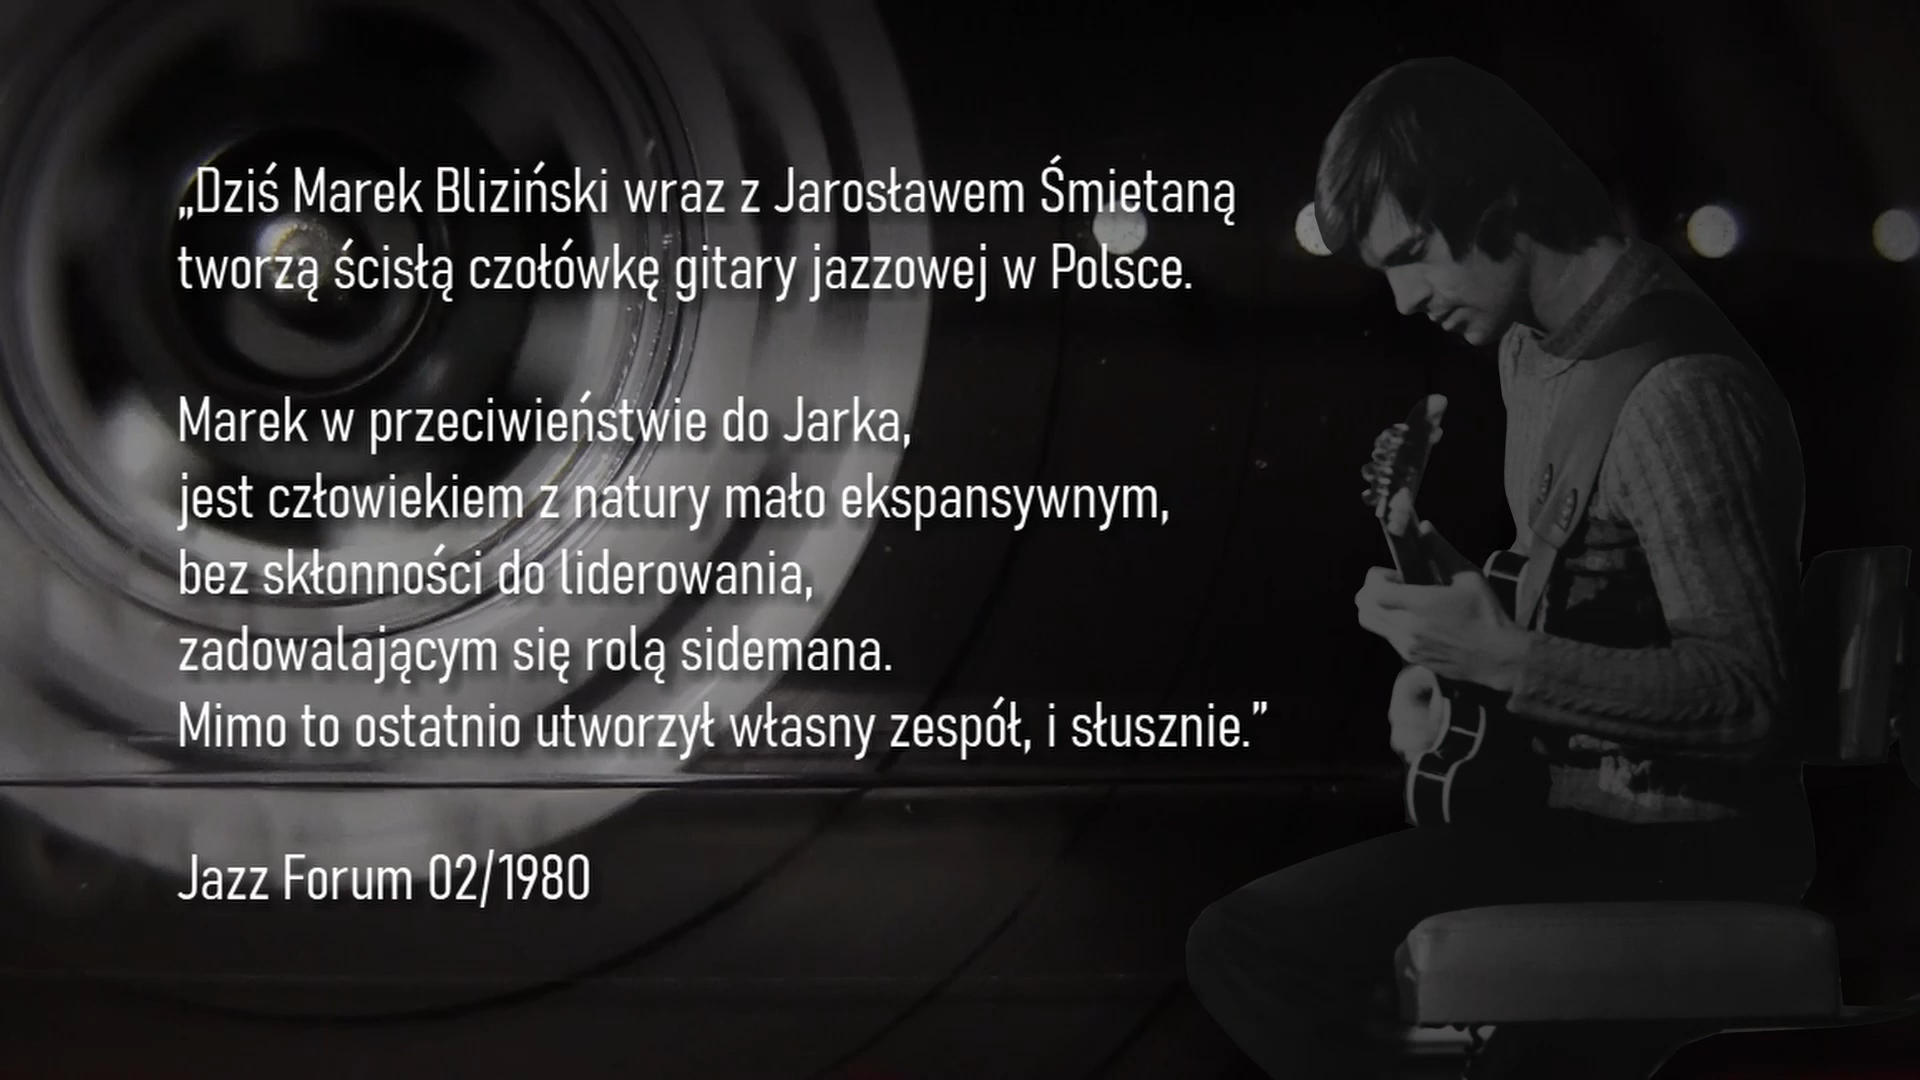 „Dziś Marek Bliziński wraz z Jarosławem Śmietaną
tworzą ścisłą czołówkę gitary jazzowej w Polsce.
Marek w przeciwieństwie do Jarka,
jest człowiekiem z natury mało ekspansywnym,
bez skłonności do liderowania,
zadowalającym się rolą sidemana.
Mimo to ostatnio utworzył własny zespół, i słusznie.”
Jazz Forum 02/1980